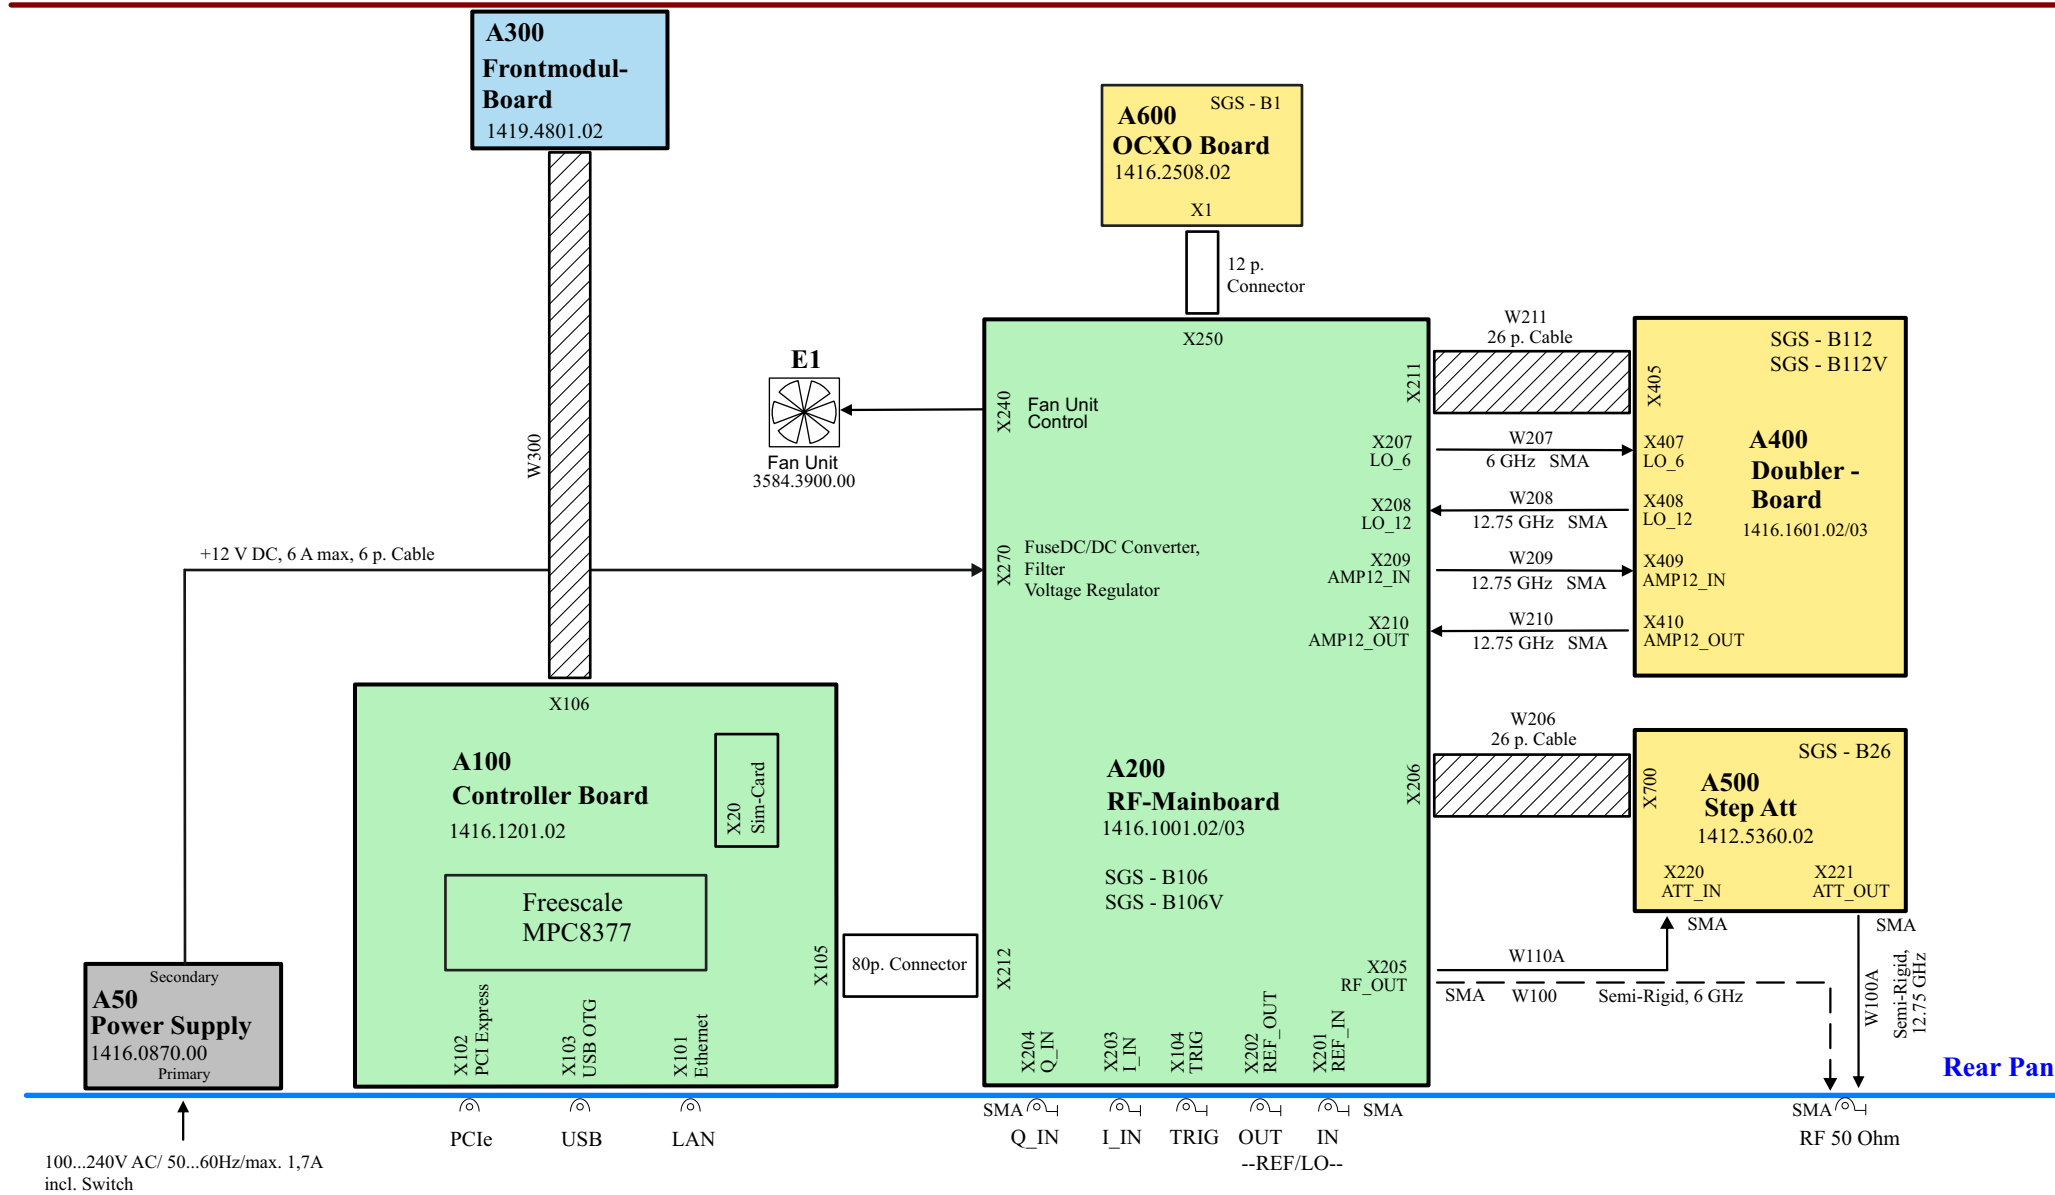 A300
Frontmodul-
Board
1419.4801.02
A600
SGS - B1
OCXO Board
1416.2508.02
X1
12 p.
Connector
W300
E1
Fan Unit
3584.3900.00
X250
X240
Fan Unit
Control
X270
FuseDC/DC Converter,
Filter
Voltage Regulator
X211
X207
LO_6
X208
LO_12
X209
AMP12_IN
X210
AMP12_OUT
A200
RF-Mainboard
1416.1001.02/03
SGS - B106
SGS - B106V
X206
X205
RF_OUT
X212
X204
Q_IN
X203
I_IN
X104
TRIG
X202
REF_OUT
X201
REF_IN
W211
26 p. Cable
W207
6 GHz SMA
W208
12.75 GHz SMA
W209
12.75 GHz SMA
W210
12.75 GHz SMA
SGS - B112
SGS - B112V
X405
X407
LO_6
X408
LO_12
X409
AMP12_IN
X410
AMP12_OUT
A400
Doubler -
Board
1416.1601.02/03
W206
26 p. Cable
SGS - B26
X700
A500
Step Att
1412.5360.02
X220
ATT_IN
X221
ATT_OUT
SMA
SMA
W110A
SMA
W100
Semi-Rigid, 6 GHz
W100A
Semi-Rigid,
12.75 GHz
+12 V DC, 6 A max, 6 p. Cable
X106
A100
Controller Board
1416.1201.02
X20
Sim-Card
Freescale
MPC8377
X105
80p. Connector
X102
PCI Express
X103
USB OTG
X101
Ethernet
Secondary
A50
Power Supply
1416.0870.00
Primary
Rear Pan
100...240V AC/ 50...60Hz/max. 1,7A
incl. Switch
PCIe
USB
LAN
SMA
Q_IN
I_IN
TRIG
OUT
IN
SMA
--REF/LO--
SMA
RF 50 Ohm